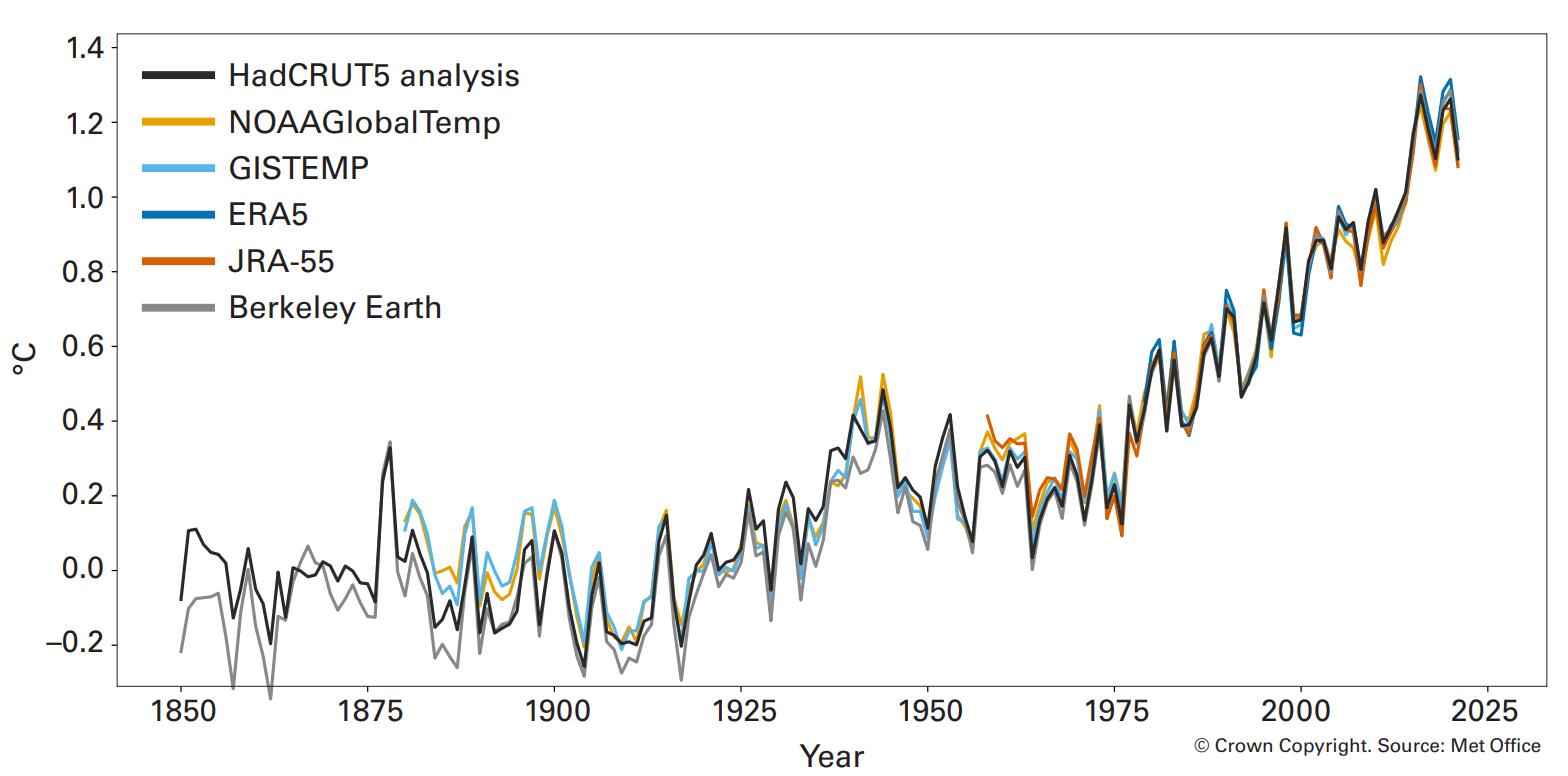 1.4
1.2
1.0
0.8
0.6
0.4
0.2
0.0
–0.2
°C
HadCRUT5 analysis
NOAAGlobalTemp
GISTEMP
ERA5
JRA-55
Berkeley Earth
1850 1875 1900 1925 1950 1975 2000 2025
Year
© Crown Copyright. Source: Met Office